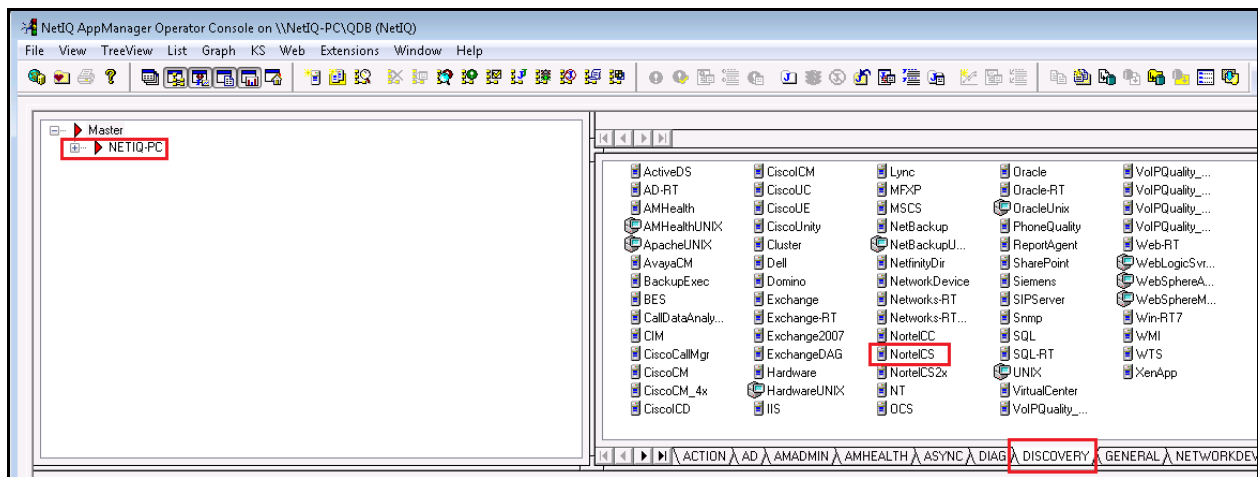 NetIQ AppManager Operator Console on \\NetIQ-PC\QDB (NetIQ)
File View TreeView List Graph KS Web Extensions Window Help
Master
NETIQ-PC
ActiveDS CiscoICM Lync Oracle VoIPQuality_...
AD-RT CiscoUC MFXP Oracle-RT VoIPQuality_...
AMHealth CiscoUE MSCS OracleUnix VoIPQuality_...
AMHealthUNIX CiscoUnity NetBackup PhoneQuality VoIPQuality_...
ApacheUNIX Cluster NetBackupU... ReportAgent Web-RT
AvayaCM Dell NetfinityDir SharePoint WebLogicSvr...
BackupExec Domino NetworkDevice Siemens WebSphereA...
BES Exchange Networks-RT SIPServer WebSphereM...
CallDataAnaly... Exchange-RT Networks-RT... Snmp Win-RT7
CIM Exchange2007 NortelCC SQL WMI
CiscoCallMgr ExchangeDAG NortelCS SQL-RT WTS
CiscoCM Hardware NortelCS2x UNIX XenApp
CiscoCM_4x HardwareUNIX NT VirtualCenter
CiscoICD IIS OCS VoIPQuality_...
ACTION AD AMADMIN AMHEALTH ASYNC DIAG DISCOVERY GENERAL NETWORKDEV